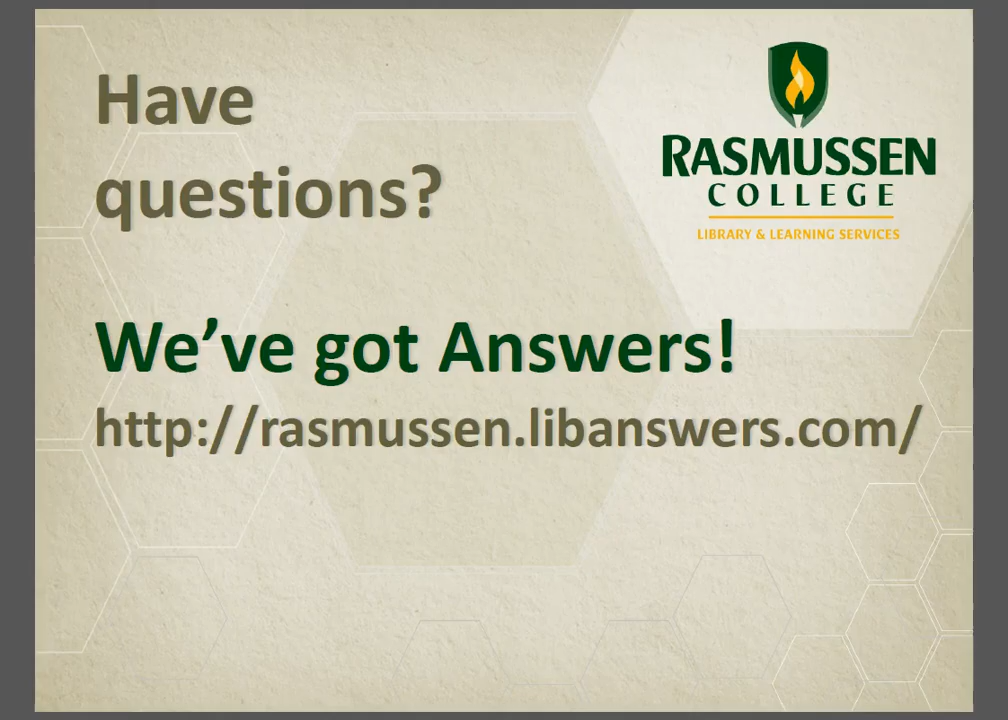 Have
questions?
RASMUSSEN
COLLEGE
LIBRARY & LEARNING SERVICES
We’ve got Answers!
http://rasmussen.libanswers.com/